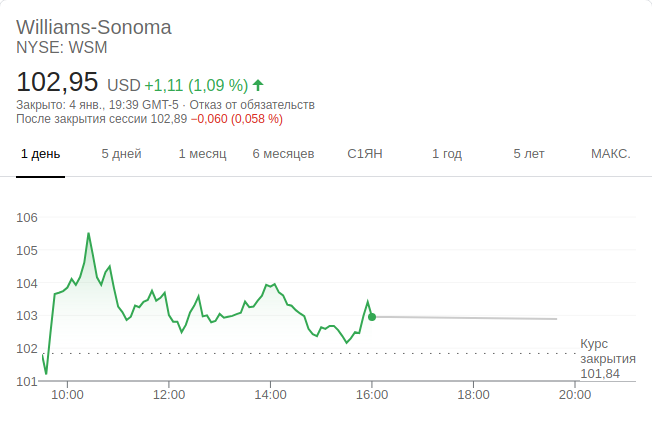 Williams-Sonoma
NYSE: WSM
102,95 USD +1,11 (1,09 %)
Закрыто: 4 янв., 19:39 GMT-5 · Отказ от обязательств
После закрытия сессии 102,89 −0,060 (0,058 %)
1 день 5 дней 1 месяц 6 месяцев С1ЯН 1 год 5 лет МАКС.
106
105
104
103
102
101
Курс
закрытия
101,84
10:00 12:00 14:00 16:00 18:00 20:00